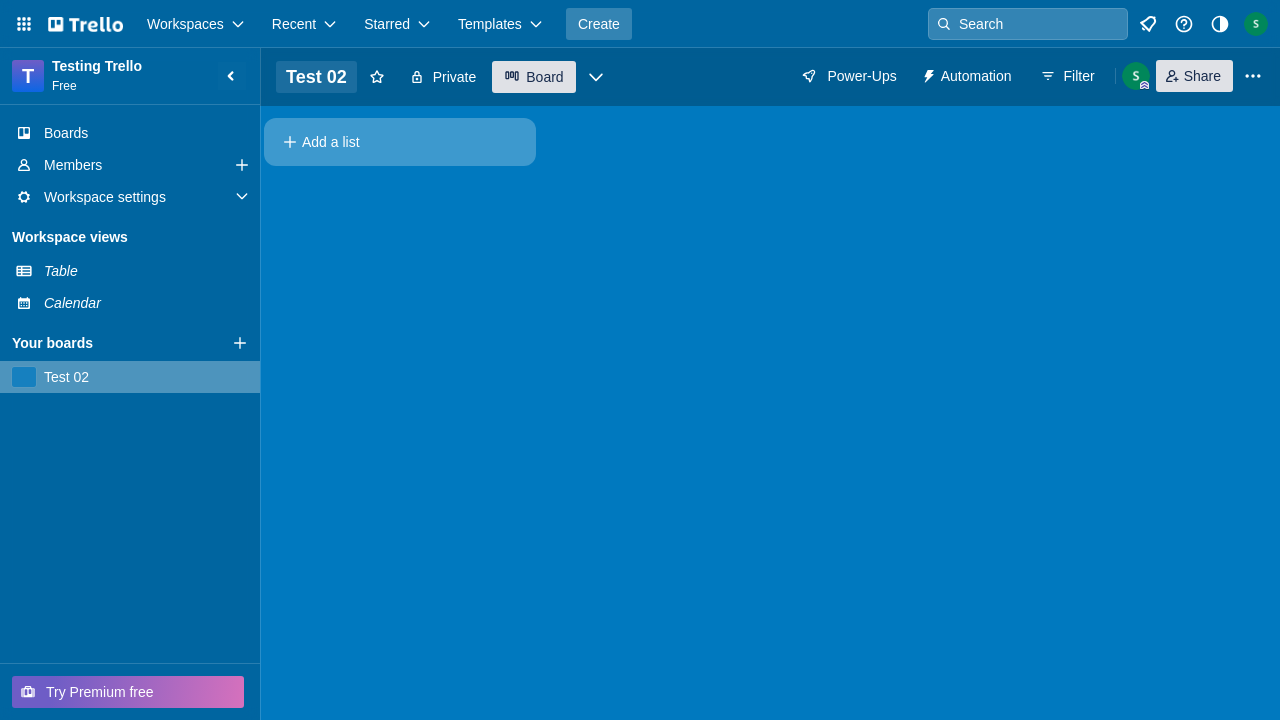 Trello
Workspaces
Recent
Starred
Templates
Create
Search
S
T
Testing Trello
Free
Test 02
Private
Board
Power-Ups
Automation
Filter
S
Share
Boards
Members
Workspace settings
Workspace views
Table
Calendar
Your boards
Test 02
Add a list
Try Premium free